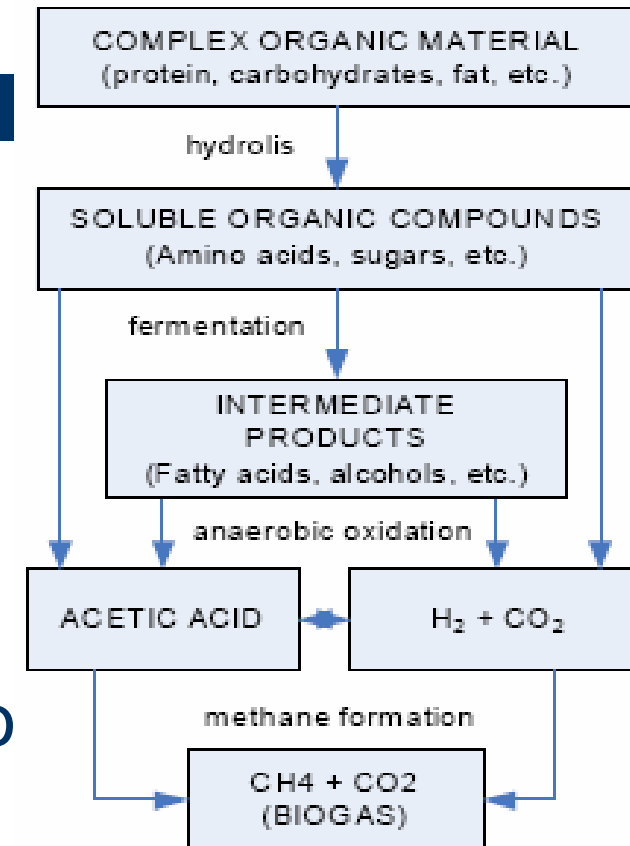 COMPLEX ORGANIC MATERIAL
(protein, carbohydrates, fat, etc.)
hydrolis
SOLUBLE ORGANIC COMPOUNDS
(Amino acids, sugars, etc.)
fermentation
INTERMEDIATE
PRODUCTS
(Fatty acids, alcohols, etc.)
anaerobic oxidation
ACETIC ACID
H₂ + CO₂
methane formation
CH4 + CO2
(BIOGAS)